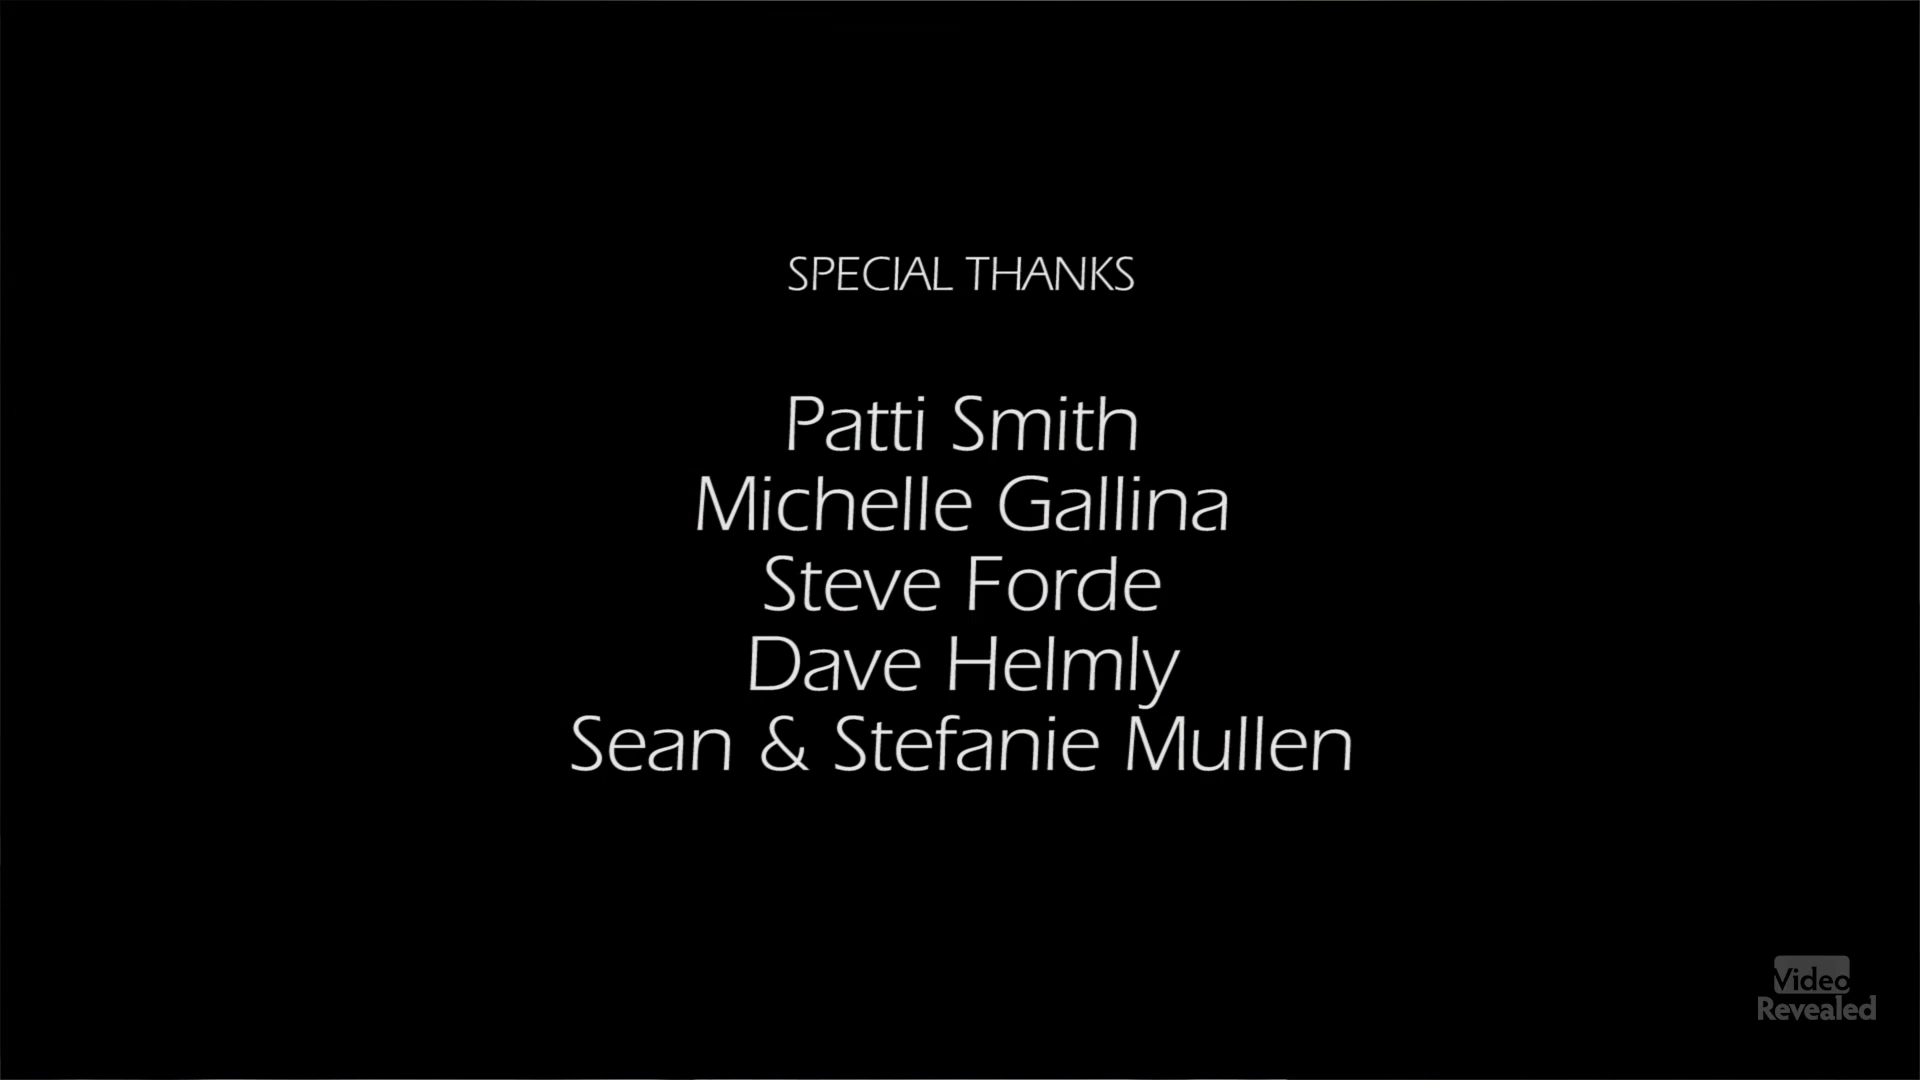 SPECIAL THANKS
Patti Smith
Michelle Gallina
Steve Forde
Dave Helmly
Sean & Stefanie Mullen
Video
Revealed